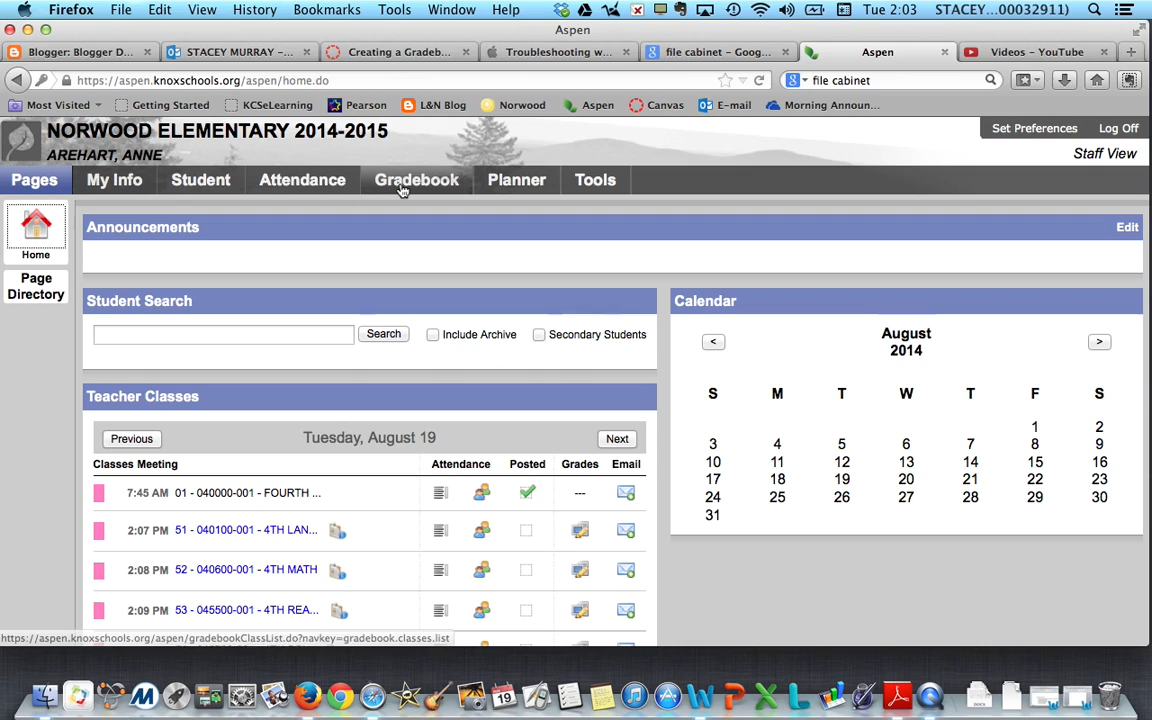 Firefox File Edit View History Bookmarks Tools Window Help Tue 2:03 STACEY...00032911)
Aspen
Blogger: Blogger D... STACEY MURRAY –... Creating a Gradeb... Troubleshooting w... file cabinet – Goog... Aspen Videos – YouTube
https://aspen.knoxschools.org/aspen/home.do file cabinet
Most Visited Getting Started KCSeLearning Pearson L&N Blog Norwood Aspen Canvas E-mail Morning Announ...
NORWOOD ELEMENTARY 2014-2015 Set Preferences Log Off
AREHART, ANNE Staff View
Pages My Info Student Attendance Gradebook Planner Tools
Home
Page
Directory
Announcements Edit
Student Search
Search Include Archive Secondary Students
Calendar
< August > 
2014
S M T W T F S
1 2
3 4 5 6 7 8 9
10 11 12 13 14 15 16
17 18 19 20 21 22 23
24 25 26 27 28 29 30
31
Teacher Classes
Previous Tuesday, August 19 Next
Classes Meeting Attendance Posted Grades Email
7:45 AM 01 - 040000-001 - FOURTH ... ---
2:07 PM 51 - 040100-001 - 4TH LAN...
2:08 PM 52 - 040600-001 - 4TH MATH
2:09 PM 53 - 045500-001 - 4TH REA...
https://aspen.knoxschools.org/aspen/gradebookClassList.do?navkey=gradebook.classes.list